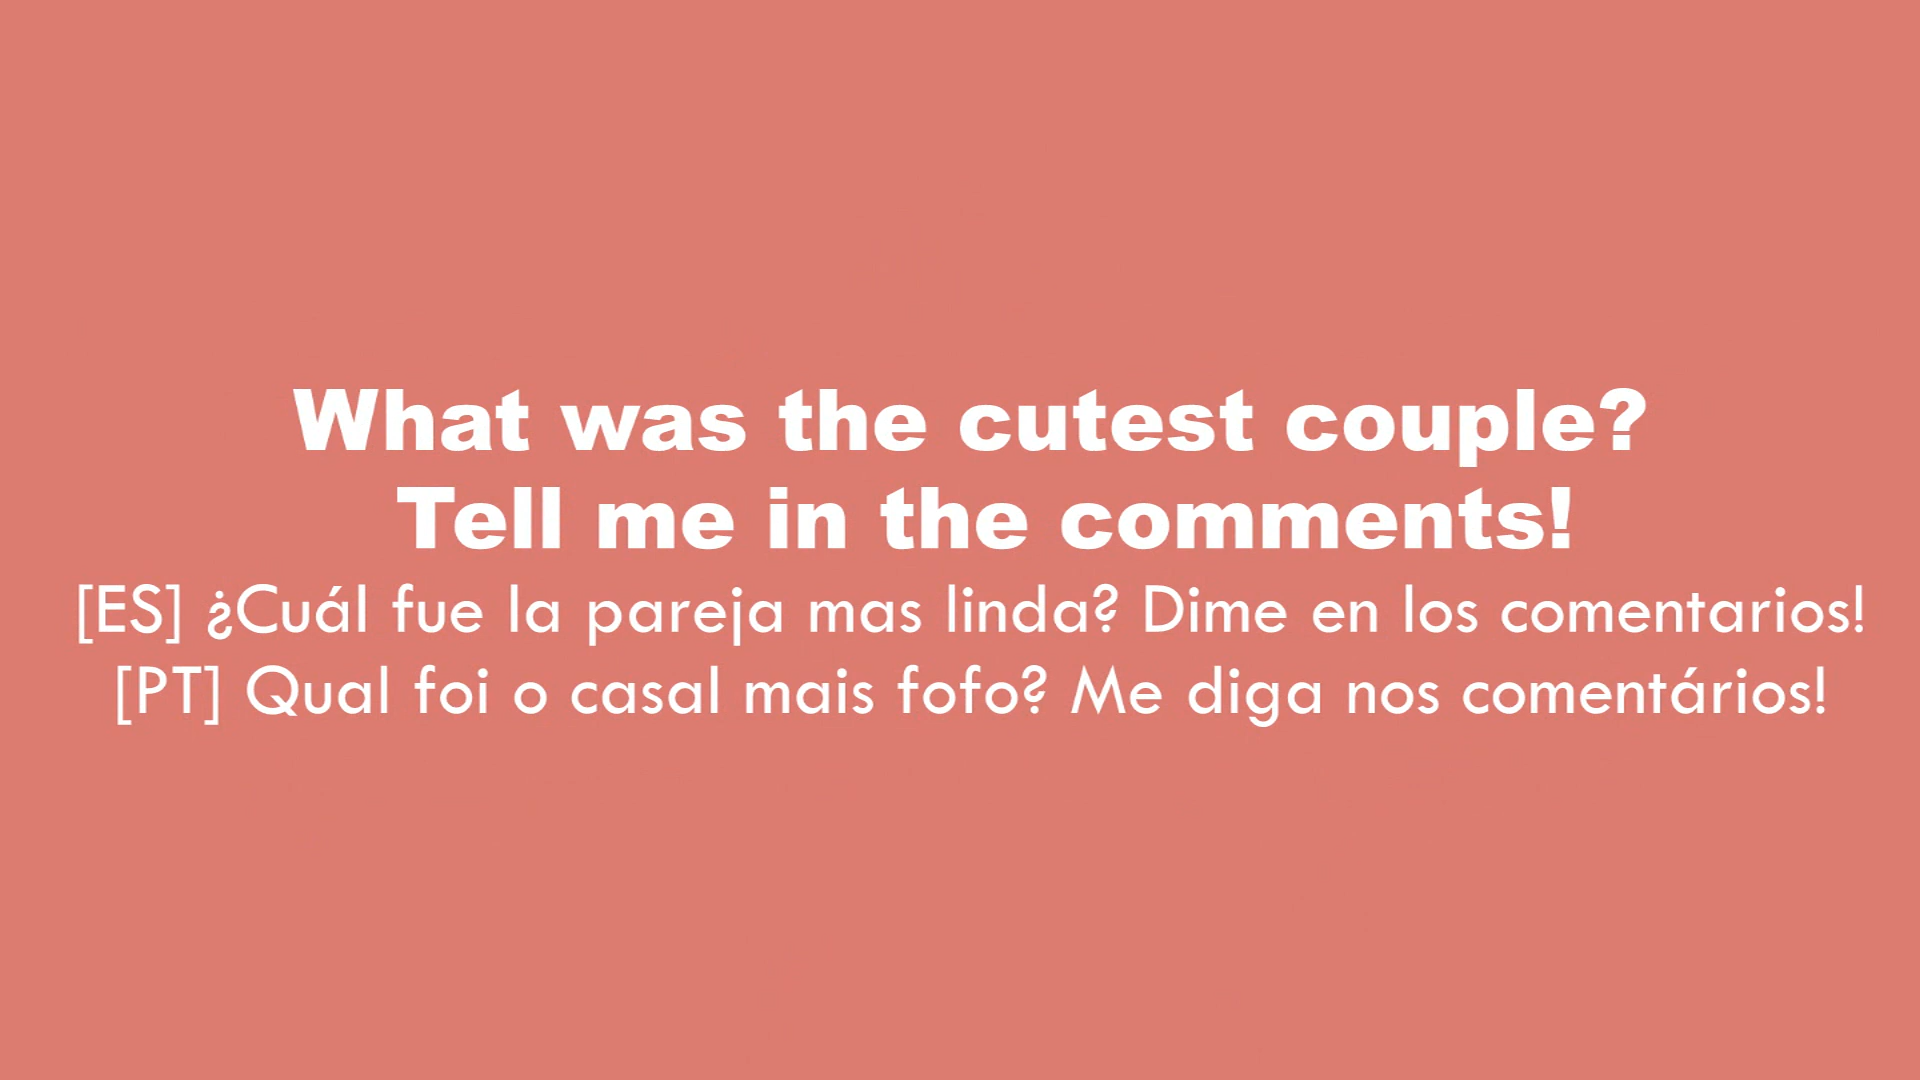 What was the cutest couple?
Tell me in the comments!
[ES] ¿Cuál fue la pareja mas linda? Dime en los comentarios!
[PT] Qual foi o casal mais fofo? Me diga nos comentários!